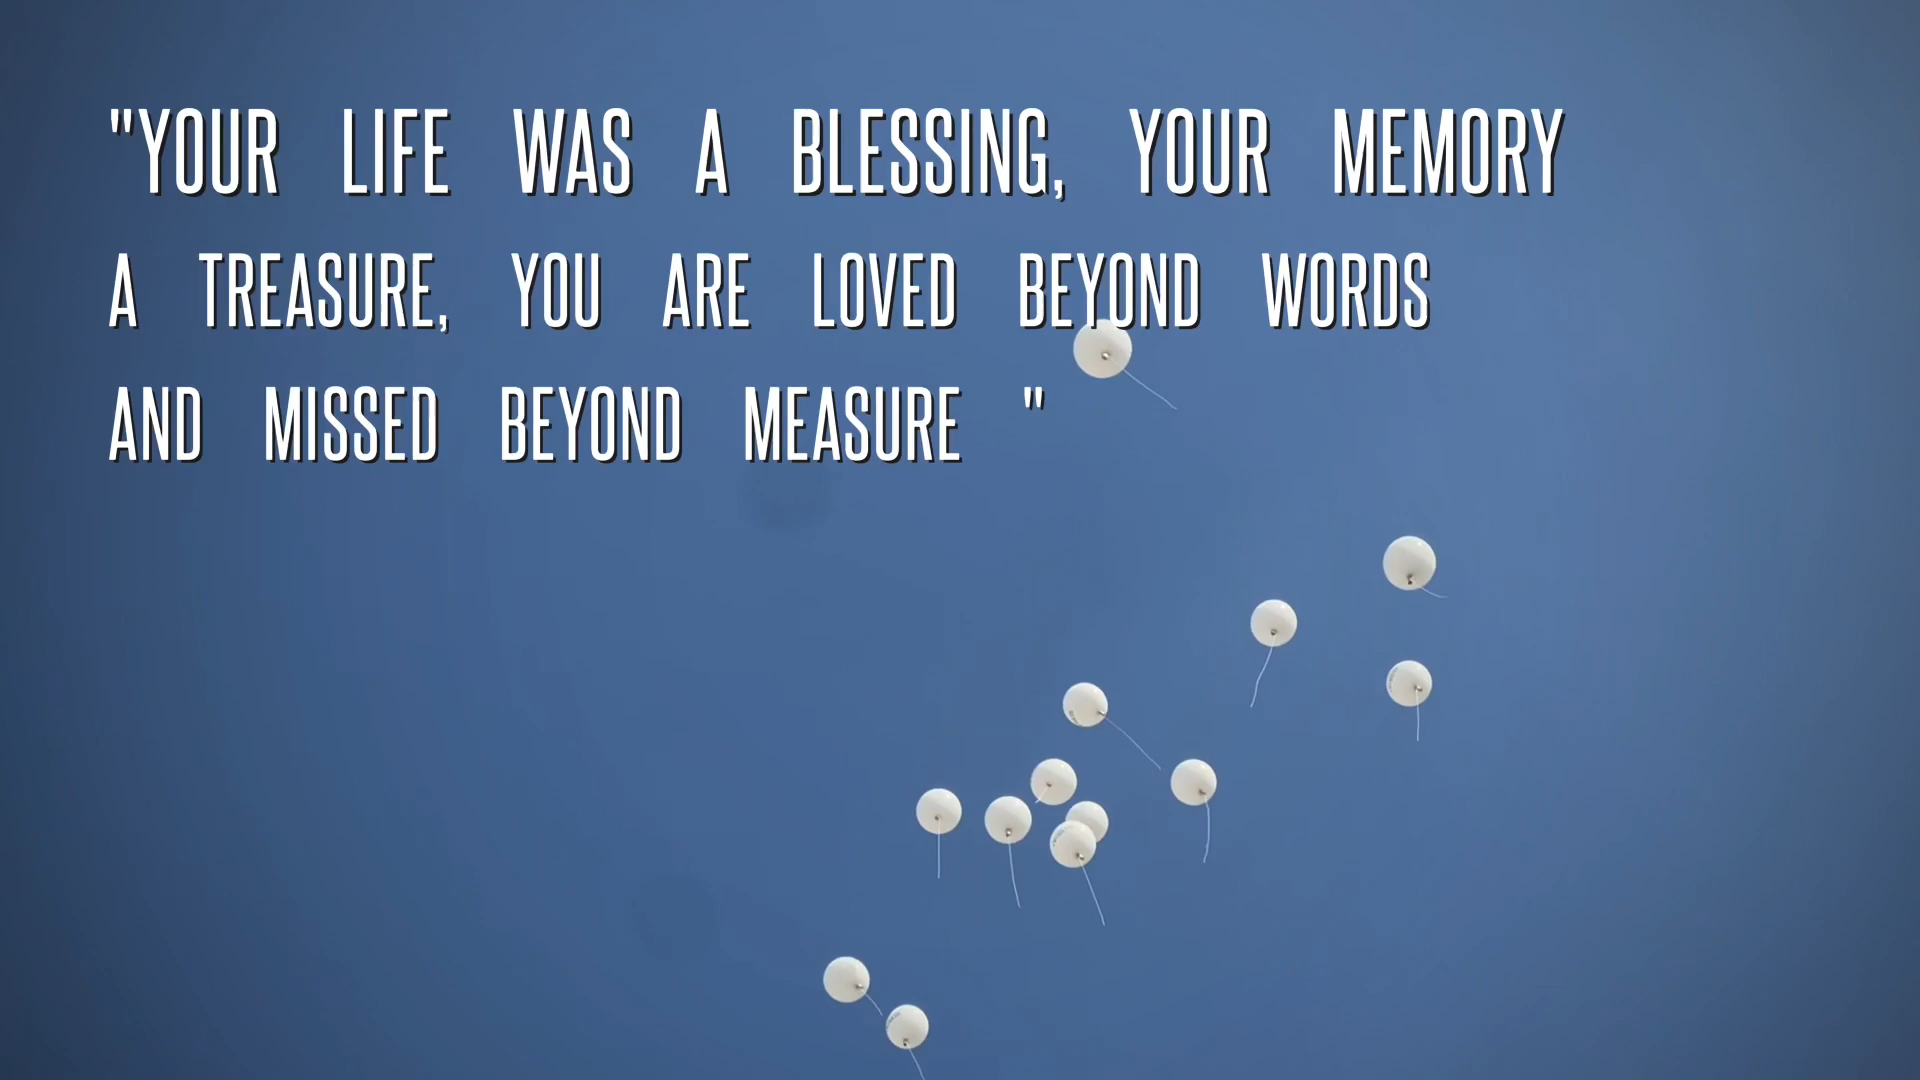 "YOUR LIFE WAS A BLESSING, YOUR MEMORY
A TREASURE, YOU ARE LOVED BEYOND WORDS
AND MISSED BEYOND MEASURE "